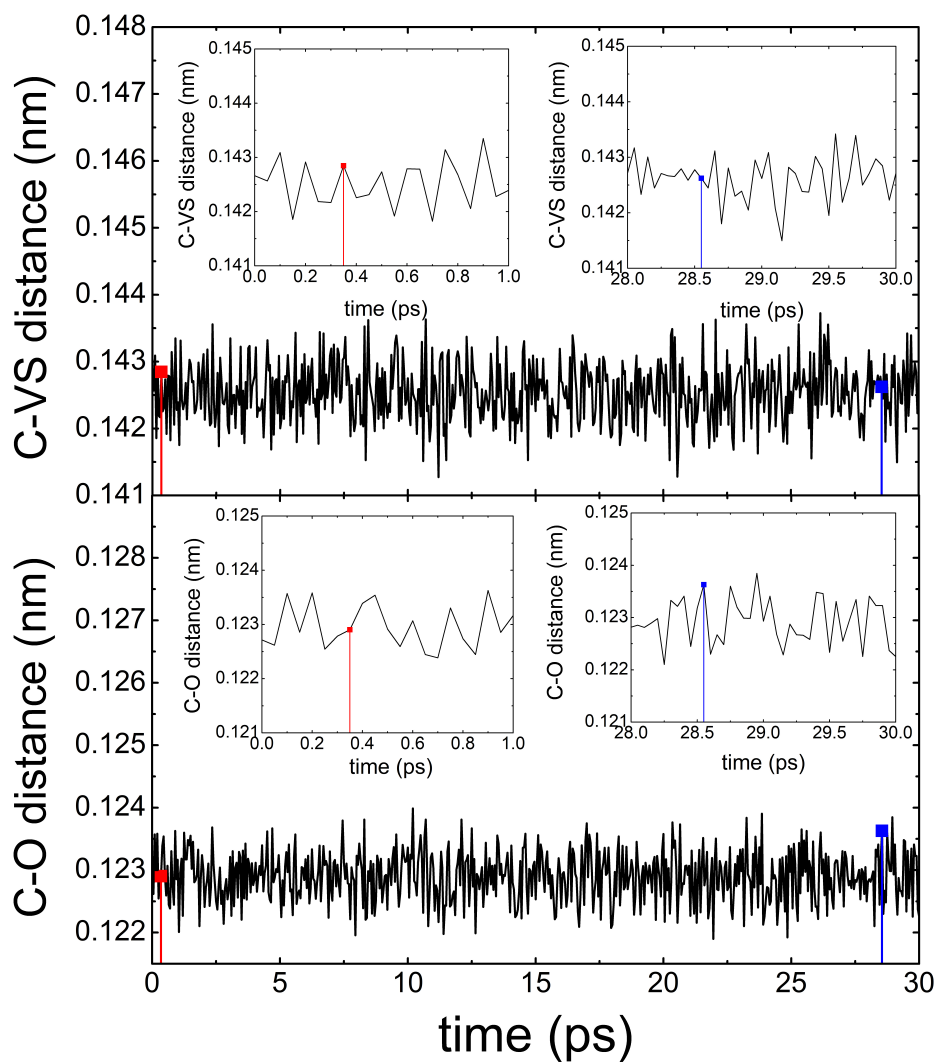 0.148
0.147
0.146
0.145
0.144
0.143
0.142
0.141
C-VS distance (nm)
0.145
0.144
0.143
0.142
0.141
C-VS distance (nm)
0.0 0.2 0.4 0.6 0.8 1.0
time (ps)
0.145
0.144
0.143
0.142
0.141
C-VS distance (nm)
28.0 28.5 29.0 29.5 30.0
time (ps)
0.128
0.127
0.126
0.125
0.124
0.123
0.122
C-O distance (nm)
0.125
0.124
0.123
0.122
0.121
C-O distance (nm)
0.0 0.2 0.4 0.6 0.8 1.0
time (ps)
0.125
0.124
0.123
0.122
0.121
C-O distance (nm)
28.0 28.5 29.0 29.5 30.0
time (ps)
0 5 10 15 20 25 30
time (ps)